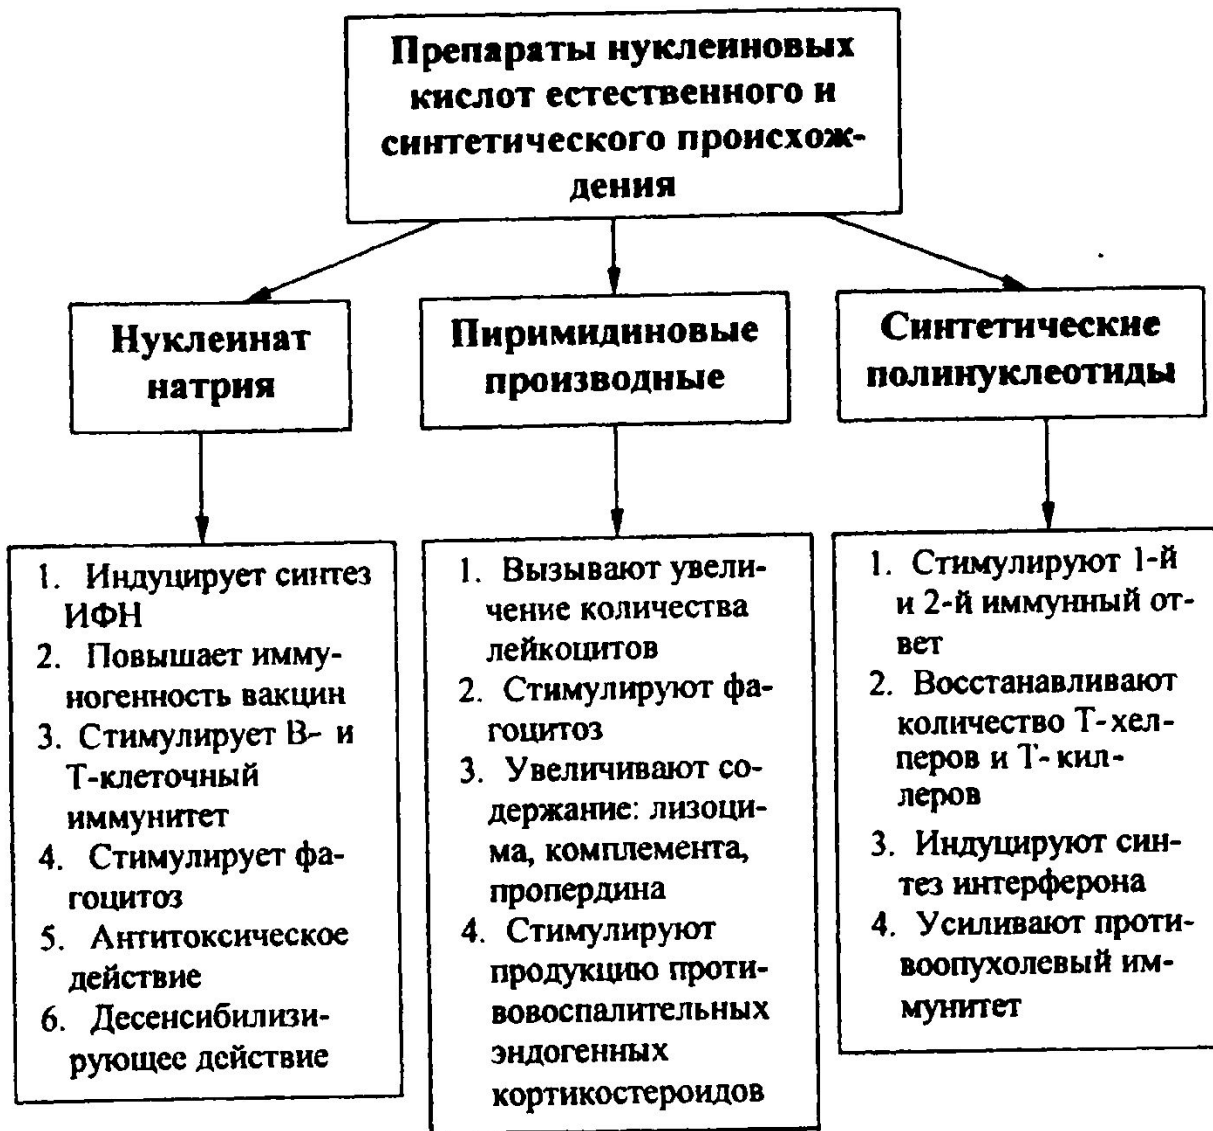 Препараты нуклеиновых
кислот естественного и
синтетического происхож-
дения
Нуклеинат
натрия
Пиримидиновые
производные
Синтетические
полинуклеотиды
1. Индуцирует синтез
ИФН
2. Повышает имму-
ногенность вакцин
3. Стимулирует В- и
Т-клеточный
иммунитет
4. Стимулирует фа-
гоцитоз
5. Антитоксическое
действие
6. Десенсибилизи-
рующее действие
1. Вызывают увели-
чение количества
лейкоцитов
2. Стимулируют фа-
гоцитоз
3. Увеличивают со-
держание: лизоци-
ма, комплемента,
пропердина
4. Стимулируют
продукцию проти-
вовоспалительных
эндогенных
кортикостероидов
1. Стимулируют 1-й
и 2-й иммунный от-
вет
2. Восстанавливают
количество Т-хел-
перов и Т-кил-
леров
3. Индуцируют син-
тез интерферона
4. Усиливают проти-
воопухолевый им-
мунитет